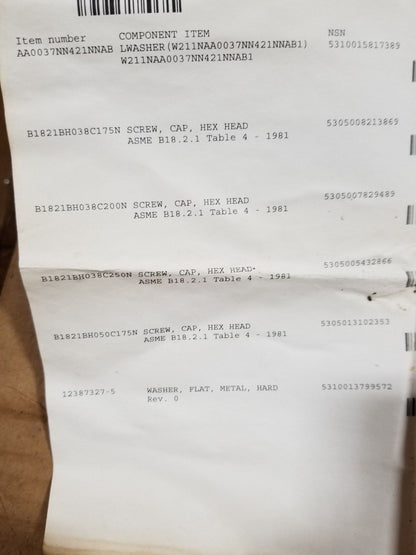 Item number COMPONENT ITEM NSN
AA0037NN421NNAB LWASHER(W211NAA0037NN421NNAB1) 5310015817389
W211NAA0037NN421NNAB1
B1821BH038C175N SCREW, CAP, HEX HEAD 5305008213869
ASME B18.2.1 Table 4 - 1981
B1821BH038C200N SCREW, CAP, HEX HEAD 5305007829489
ASME B18.2.1 Table 4 - 1981
B1821BH038C250N SCREW, CAP, HEX HEAD 5305005432866
ASME B18.2.1 Table 4 - 1981
B1821BH050C175N SCREW, CAP, HEX HEAD 5305013102353
ASME B18.2.1 Table 4 - 1981
12387327-5 WASHER, FLAT, METAL, HARD 5310013799572
Rev. 0